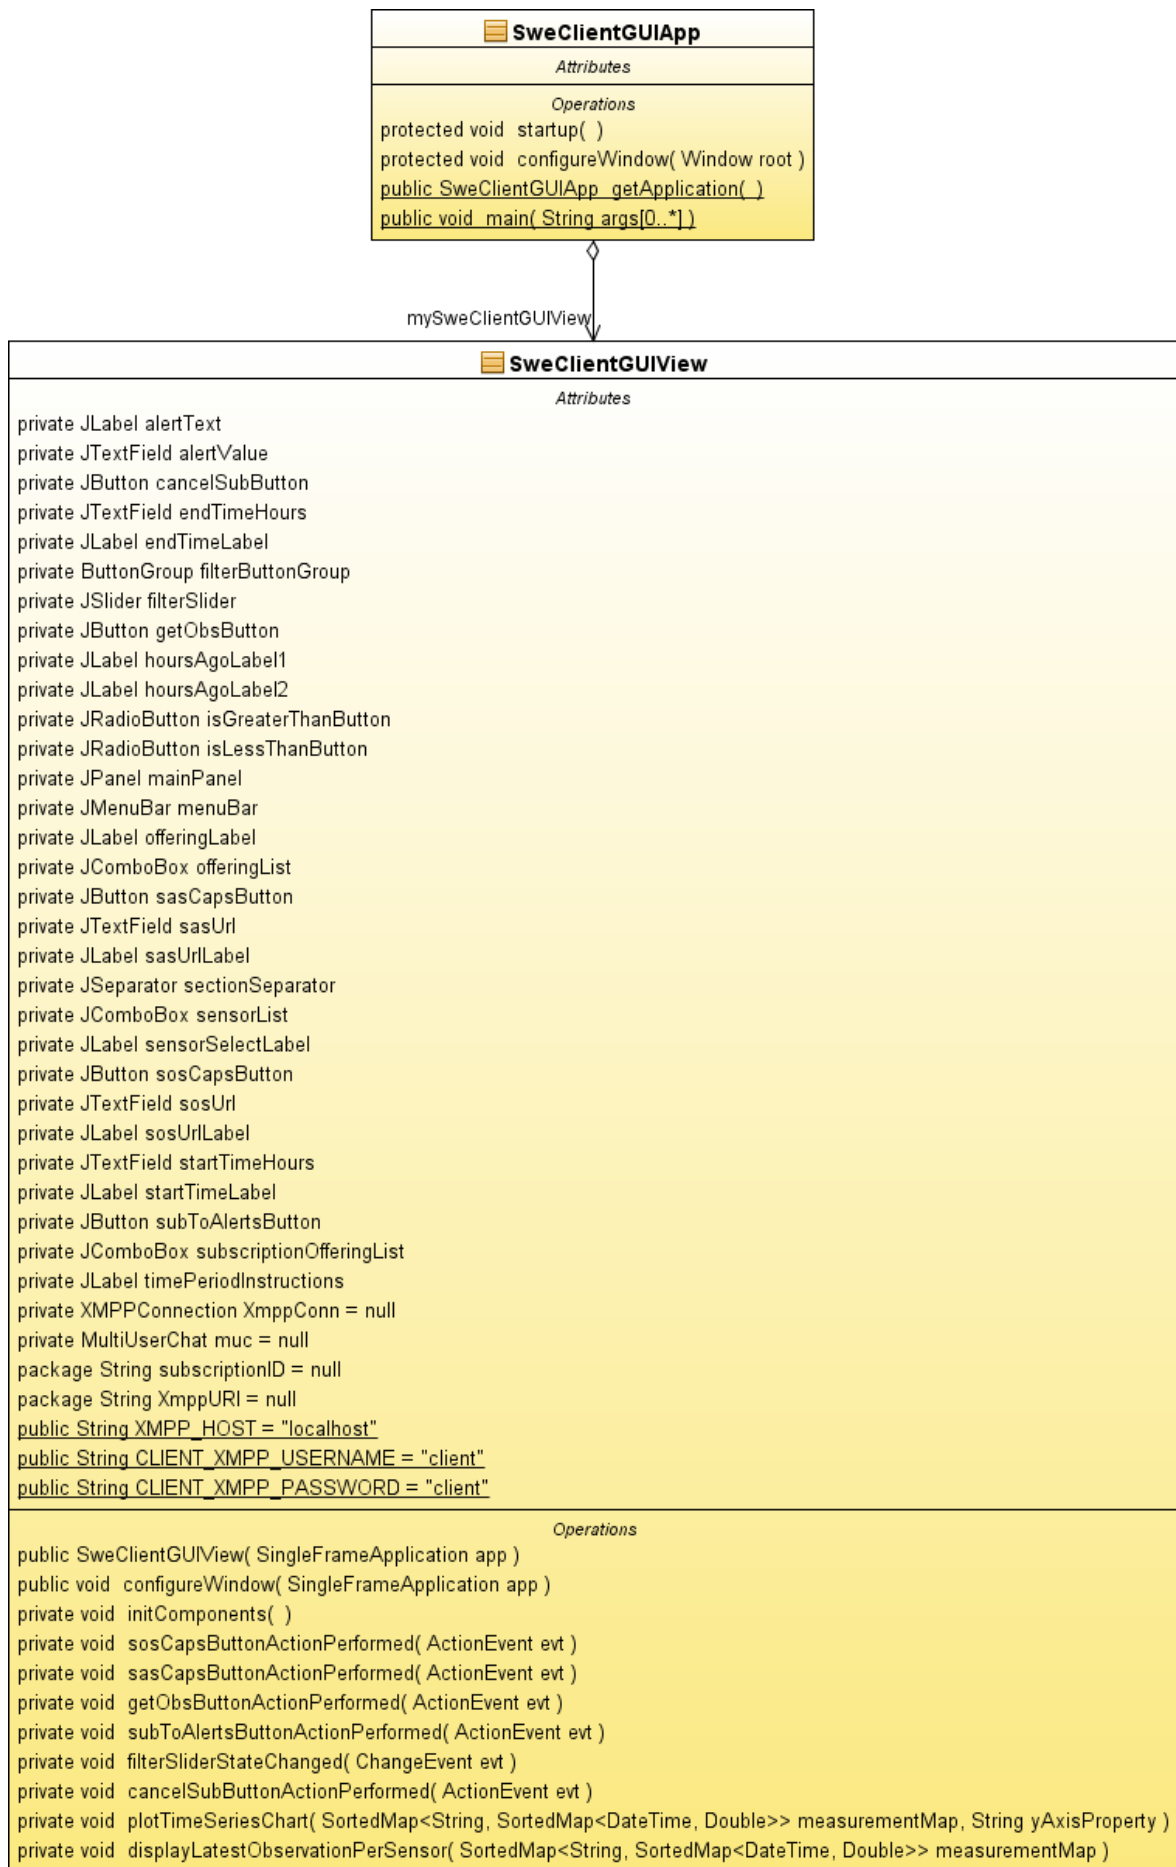 SweClientGUIApp
Attributes
Operations
protected void startup( )
protected void configureWindow( Window root )
public SweClientGUIApp getApplication( )
public void main( String args[0..*] )
mySweClientGUIView
SweClientGUIView
Attributes
private JLabel alertText
private JTextField alertValue
private JButton cancelSubButton
private JTextField endTimeHours
private JLabel endTimeLabel
private ButtonGroup filterButtonGroup
private JSlider filterSlider
private JButton getObsButton
private JLabel hoursAgoLabel1
private JLabel hoursAgoLabel2
private JRadioButton isGreaterThanButton
private JRadioButton isLessThanButton
private JPanel mainPanel
private JMenuBar menuBar
private JLabel offeringLabel
private JComboBox offeringList
private JButton sasCapsButton
private JTextField sasUrl
private JLabel sasUrlLabel
private JSeparator sectionSeparator
private JComboBox sensorList
private JLabel sensorSelectLabel
private JButton sosCapsButton
private JTextField sosUrl
private JLabel sosUrlLabel
private JTextField startTimeHours
private JLabel startTimeLabel
private JButton subToAlertsButton
private JComboBox subscriptionOfferingList
private JLabel timePeriodInstructions
private XMPPConnection XmppConn = null
private MultiUserChat muc = null
package String subscriptionID = null
package String XmppURI = null
public String XMPP_HOST = "localhost"
public String CLIENT_XMPP_USERNAME = "client"
public String CLIENT_XMPP_PASSWORD = "client"
Operations
public SweClientGUIView( SingleFrameApplication app )
public void configureWindow( SingleFrameApplication app )
private void initComponents( )
private void sosCapsButtonActionPerformed( ActionEvent evt )
private void sasCapsButtonActionPerformed( ActionEvent evt )
private void getObsButtonActionPerformed( ActionEvent evt )
private void subToAlertsButtonActionPerformed( ActionEvent evt )
private void filterSliderStateChanged( ChangeEvent evt )
private void cancelSubButtonActionPerformed( ActionEvent evt )
private void plotTimeSeriesChart( SortedMap<String, SortedMap<DateTime, Double>> measurementMap, String yAxisProperty )
private void displayLatestObservationPerSensor( SortedMap<String, SortedMap<DateTime, Double>> measurementMap )